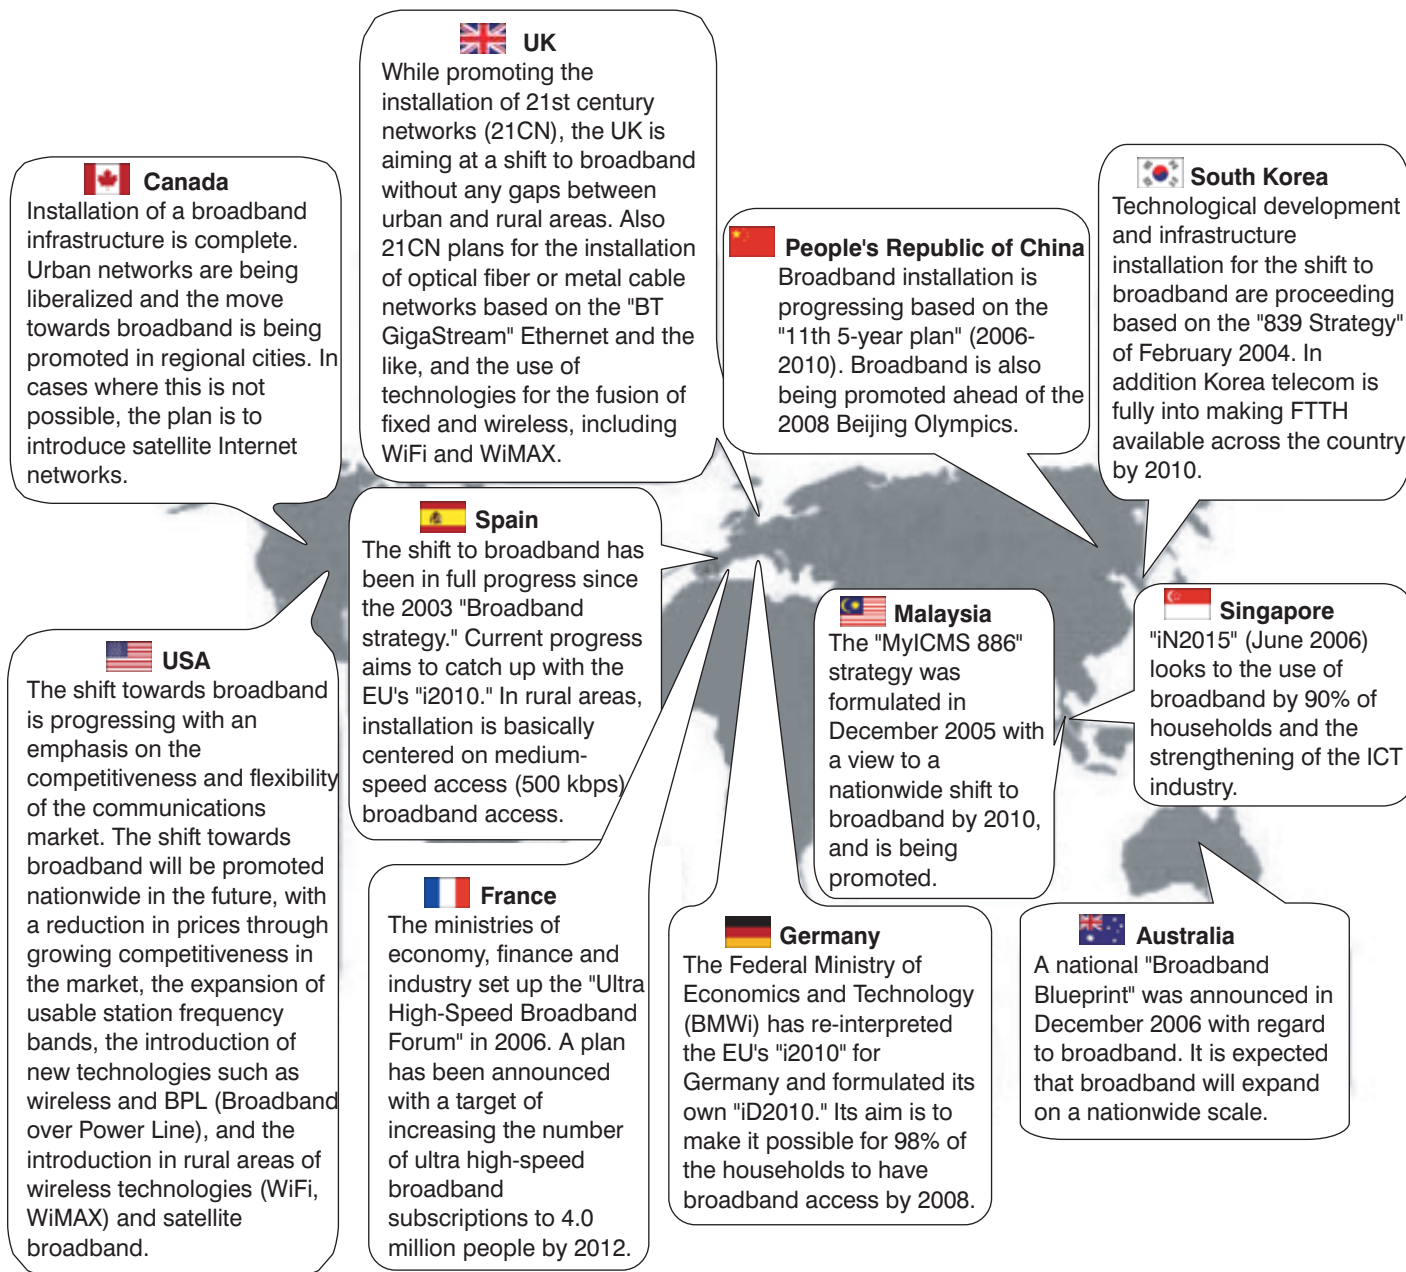 UK
While promoting the
installation of 21st century
networks (21CN), the UK is
aiming at a shift to broadband
without any gaps between
urban and rural areas. Also
21CN plans for the installation
of optical fiber or metal cable
networks based on the "BT
GigaStream" Ethernet and the
like, and the use of
technologies for the fusion of
fixed and wireless, including
WiFi and WiMAX.
Canada
Installation of a broadband
infrastructure is complete.
Urban networks are being
liberalized and the move
towards broadband is being
promoted in regional cities. In
cases where this is not
possible, the plan is to
introduce satellite Internet
networks.
People's Republic of China
Broadband installation is
progressing based on the
"11th 5-year plan" (2006-
2010). Broadband is also
being promoted ahead of the
2008 Beijing Olympics.
South Korea
Technological development
and infrastructure
installation for the shift to
broadband are proceeding
based on the "839 Strategy"
of February 2004. In
addition Korea telecom is
fully into making FTTH
available across the country
by 2010.
Spain
The shift to broadband has
been in full progress since
the 2003 "Broadband
strategy." Current progress
aims to catch up with the
EU's "i2010." In rural areas,
installation is basically
centered on medium-
speed access (500 kbps)
broadband access.
Malaysia
The "MyICMS 886"
strategy was
formulated in
December 2005 with
a view to a
nationwide shift to
broadband by 2010,
and is being
promoted.
Singapore
"iN2015" (June 2006)
looks to the use of
broadband by 90% of
households and the
strengthening of the ICT
industry.
USA
The shift towards broadband
is progressing with an
emphasis on the
competitiveness and flexibility
of the communications
market. The shift towards
broadband will be promoted
nationwide in the future, with
a reduction in prices through
growing competitiveness in
the market, the expansion of
usable station frequency
bands, the introduction of
new technologies such as
wireless and BPL (Broadband
over Power Line), and the
introduction in rural areas of
wireless technologies (WiFi,
WiMAX) and satellite
broadband.
France
The ministries of
economy, finance and
industry set up the "Ultra
High-Speed Broadband
Forum" in 2006. A plan
has been announced
with a target of
increasing the number
of ultra high-speed
broadband
subscriptions to 4.0
million people by 2012.
Germany
The Federal Ministry of
Economics and Technology
(BMWi) has re-interpreted
the EU's "i2010" for
Germany and formulated its
own "iD2010." Its aim is to
make it possible for 98% of
the households to have
broadband access by 2008.
Australia
A national "Broadband
Blueprint" was announced in
December 2006 with regard
to broadband. It is expected
that broadband will expand
on a nationwide scale.